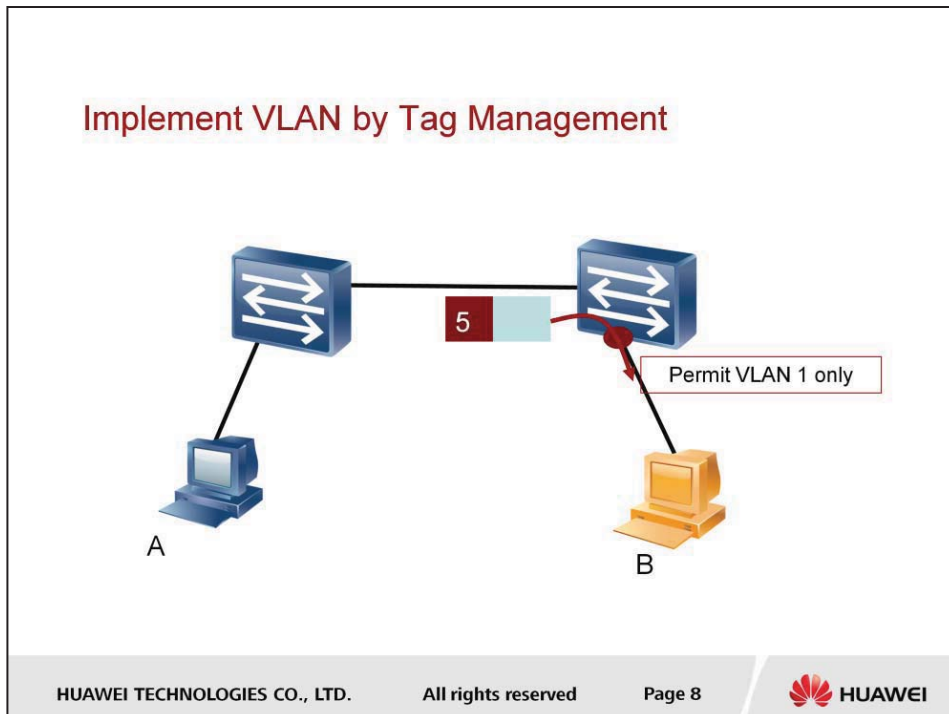 Implement VLAN by Tag Management
5
Permit VLAN 1 only
A
B
HUAWEI TECHNOLOGIES CO., LTD. All rights reserved Page 8 HUAWEI